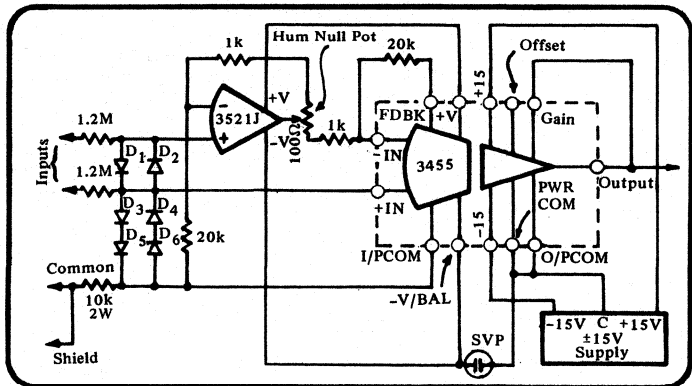 Hum Null Pot
1k
20k
Offset
+15
FDBK
+V
Gain
3521J
+V
-V
100Ω
1k
1.2M
D1
D2
IN
3455
Inputs
1.2M
+IN
PWR
COM
Output
D3
D4
D5
D6
20k
-15
I/PCOM
O/PCOM
Common
10k
2W
-V/BAL
Shield
SVP
-15V C +15V
±15V
Supply